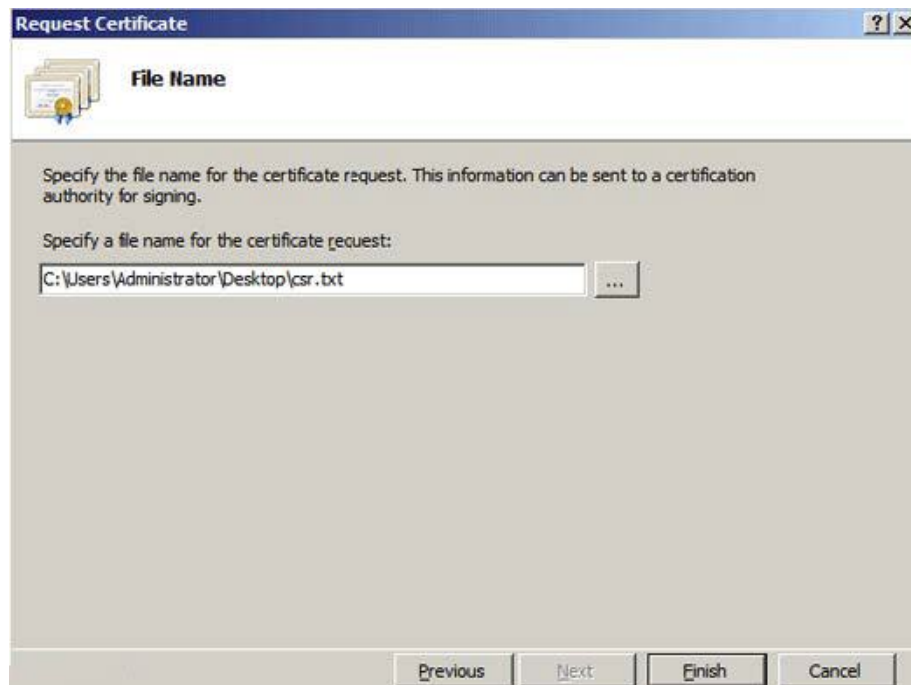 Request Certificate
File Name
Specify the file name for the certificate request. This information can be sent to a certification
authority for signing.
Specify a file name for the certificate request:
C:\Users\Administrator\Desktop\csr.txt
...
Previous
Next
Finish
Cancel